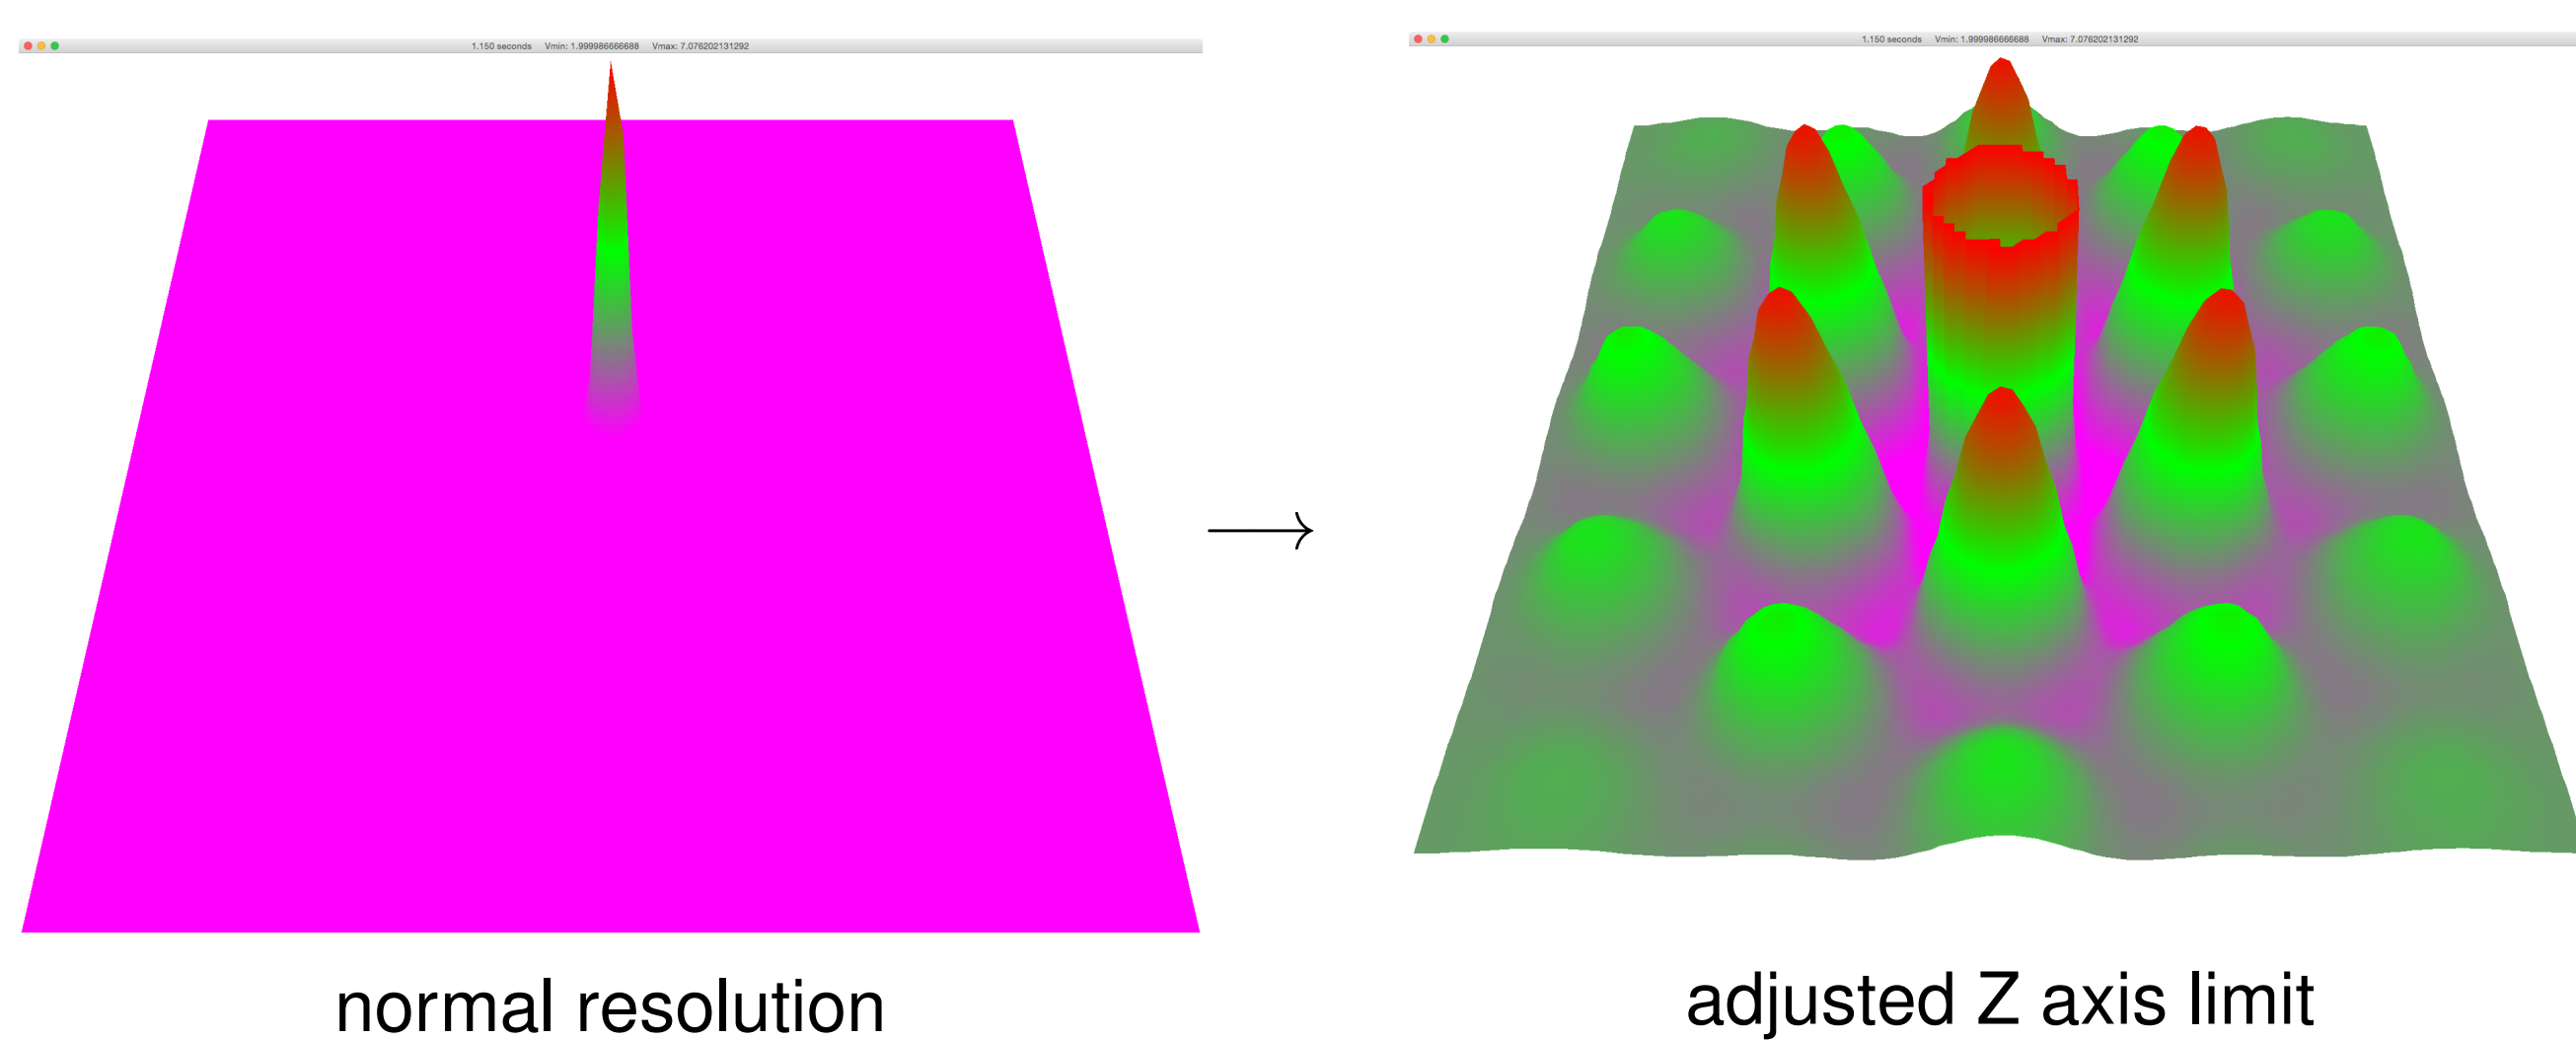 1.150 seconds Vmin: 1.999986666688 Vmax: 7.076202131292
1.150 seconds Vmin: 1.999986666688 Vmax: 7.076202131292
normal resolution
adjusted Z axis limit